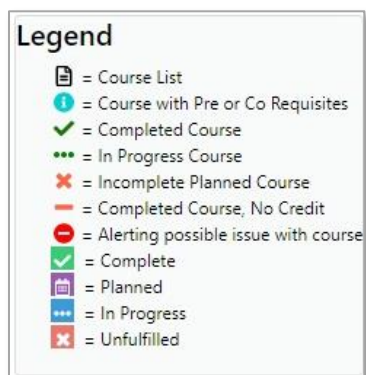 Legend
= Course List
= Course with Pre or Co Requisites
= Completed Course
= In Progress Course
= Incomplete Planned Course
= Completed Course, No Credit
= Alerting possible issue with course
= Complete
= Planned
= In Progress
= Unfulfilled